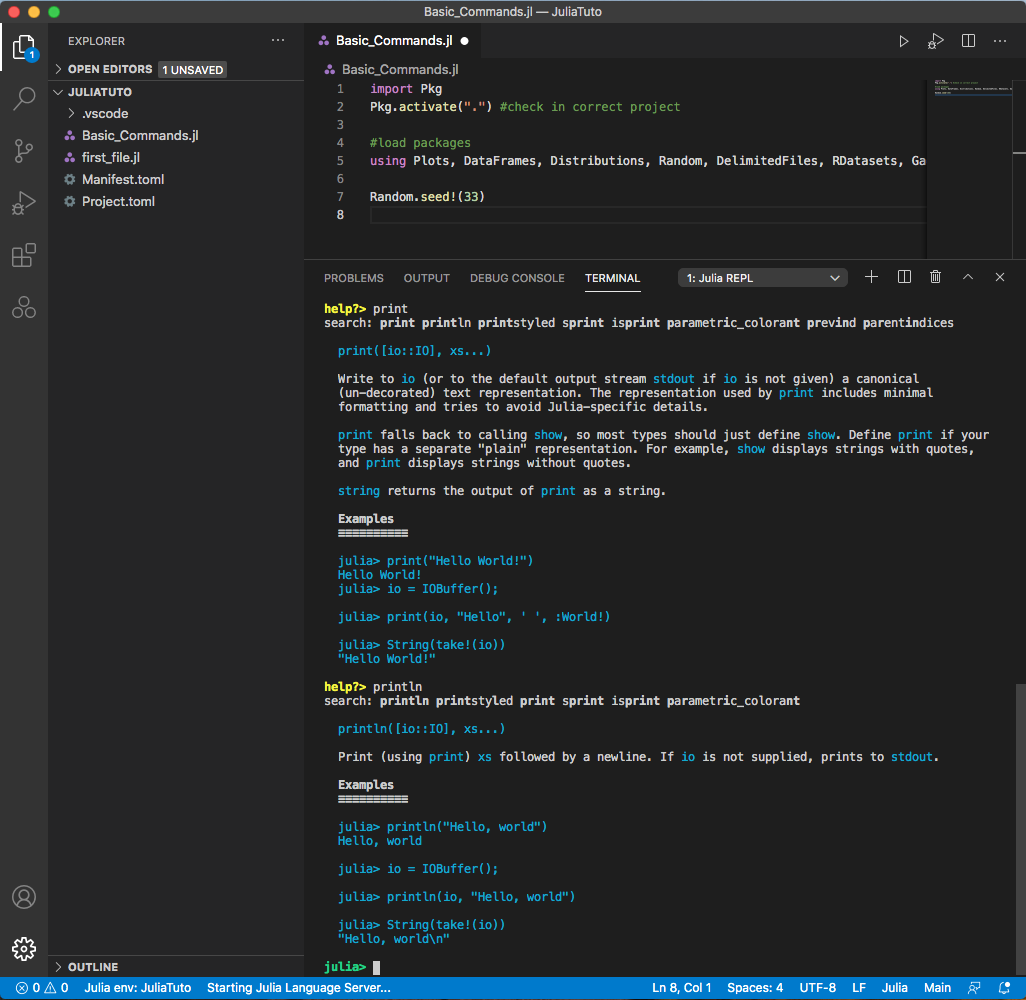 Basic_Commands.jl — JuliaTuto
1
EXPLORER
OPEN EDITORS 1 UNSAVED
JULIATUTO
.vscode
Basic_Commands.jl
first_file.jl
Manifest.toml
Project.toml
OUTLINE
Basic_Commands.jl
Basic_Commands.jl
1 import Pkg
2 Pkg.activate(".") #check in correct project
3
4 #load packages
5 using Plots, DataFrames, Distributions, Random, DelimitedFiles, RDatasets, Ga
6
7 Random.seed!(33)
8
PROBLEMS OUTPUT DEBUG CONSOLE TERMINAL 1: Julia REPL
help?> print
search: print println printstyled sprint isprint parametric_colorant prevind parentindices
print([io::IO], xs...)
Write to io (or to the default output stream stdout if io is not given) a canonical
(un-decorated) text representation. The representation used by print includes minimal
formatting and tries to avoid Julia-specific details.
print falls back to calling show, so most types should just define show. Define print if your
type has a separate "plain" representation. For example, show displays strings with quotes,
and print displays strings without quotes.
string returns the output of print as a string.
Examples
≡≡≡≡≡≡≡≡≡≡
julia> print("Hello World!")
Hello World!
julia> io = IOBuffer();
julia> print(io, "Hello", ' ', :World!)
julia> String(take!(io))
"Hello World!"
help?> println
search: println printstyled print sprint isprint parametric_colorant
println([io::IO], xs...)
Print (using print) xs followed by a newline. If io is not supplied, prints to stdout.
Examples
≡≡≡≡≡≡≡≡≡≡
julia> println("Hello, world")
Hello, world
julia> io = IOBuffer();
julia> println(io, "Hello, world")
julia> String(take!(io))
"Hello, world\n"
julia>
0 0 Julia env: JuliaTuto Starting Julia Language Server... Ln 8, Col 1 Spaces: 4 UTF-8 LF Julia Main